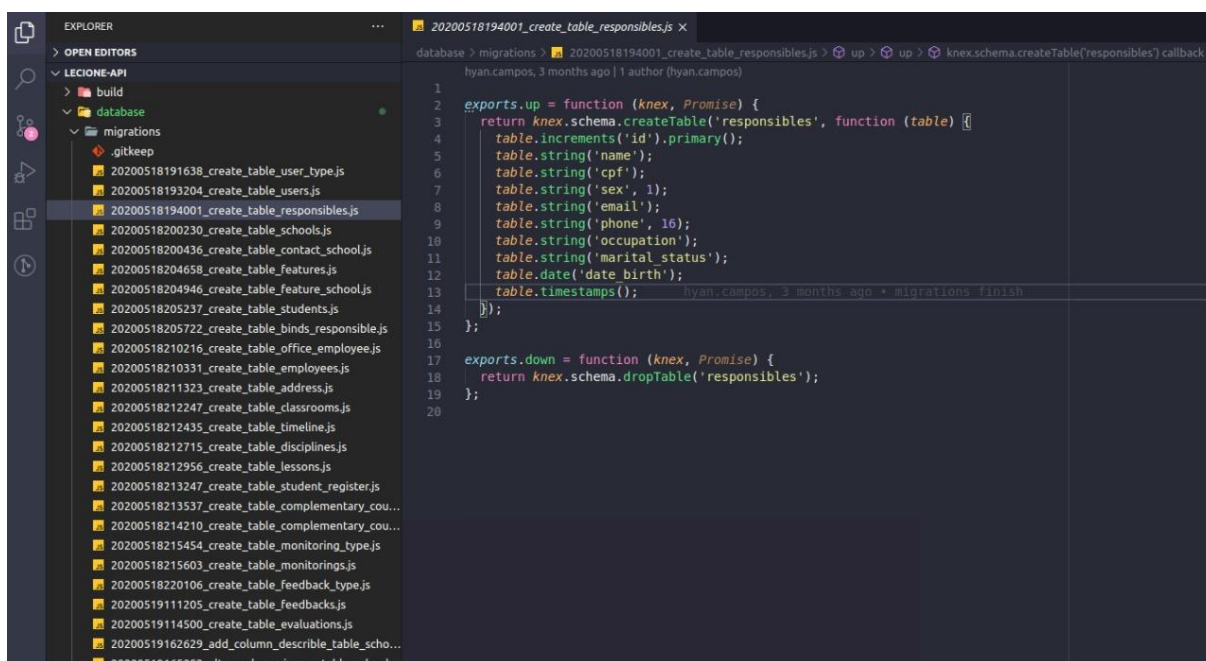 EXPLORER
OPEN EDITORS
LECIONE-API
build
database
migrations
.gitkeep
20200518191638_create_table_user_type.js
20200518193204_create_table_users.js
20200518194001_create_table_responsibles.js
20200518200230_create_table_schools.js
20200518200436_create_table_contact_school.js
20200518204658_create_table_features.js
20200518204946_create_table_feature_school.js
20200518205237_create_table_students.js
20200518205722_create_table_binds_responsible.js
20200518210216_create_table_office_employee.js
20200518210331_create_table_employees.js
20200518211323_create_table_address.js
20200518212247_create_table_classrooms.js
20200518212435_create_table_timeline.js
20200518212715_create_table_disciplines.js
20200518212956_create_table_lessons.js
20200518213247_create_table_student_register.js
20200518213537_create_table_complementary_cou...
20200518214210_create_table_complementary_cou...
20200518215454_create_table_monitoring_type.js
20200518215603_create_table_monitorings.js
20200518220106_create_table_feedback_type.js
20200519111205_create_table_feedbacks.js
20200519114500_create_table_evaluations.js
20200519162629_add_column_describle_table_scho...
20200518194001_create_table_responsibles.js
database > migrations > 20200518194001_create_table_responsibles.js > up > up > knex.schema.createTable('responsibles') callback
hyan.campos, 3 months ago | 1 author (hyan.campos)
1
2 exports.up = function (knex, Promise) {
3 return knex.schema.createTable('responsibles', function (table) {
4 table.increments('id').primary();
5 table.string('name');
6 table.string('cpf');
7 table.string('sex', 1);
8 table.string('email');
9 table.string('phone', 16);
10 table.string('occupation');
11 table.string('marital_status');
12 table.date('date_birth');
13 table.timestamps(); hyan.campos, 3 months ago • migrations finish
14 });
15 };
16
17 exports.down = function (knex, Promise) {
18 return knex.schema.dropTable('responsibles');
19 };
20